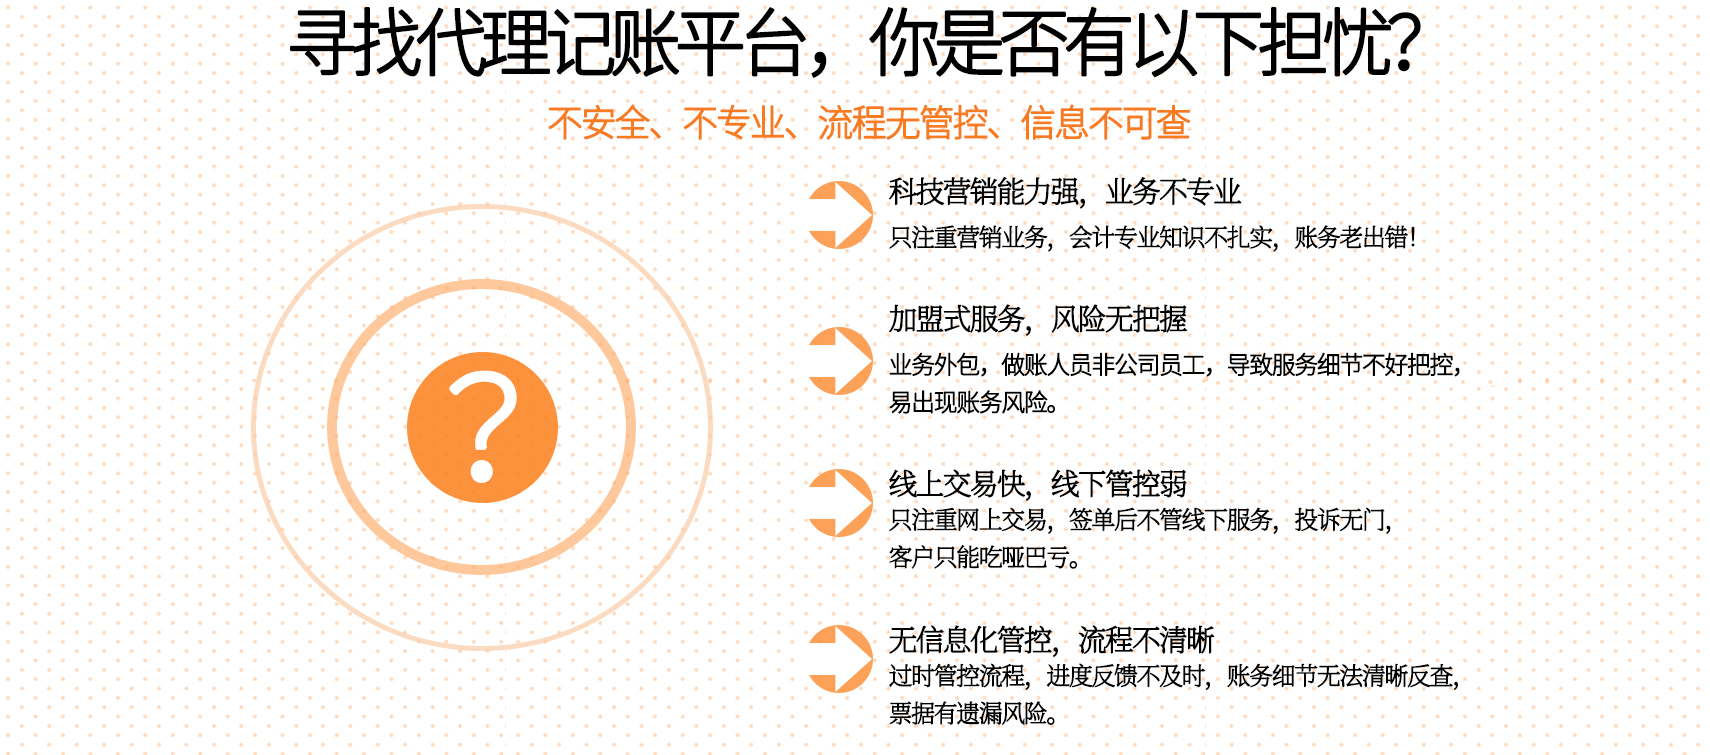 寻找代理记账平台，你是否有以下担忧？
不安全、不专业、流程无管控、信息不可查
科技营销能力强，业务不专业
只注重营销业务，会计专业知识不扎实，账务老出错！
加盟式服务，风险无把握
业务外包，做账人员非公司员工，导致服务细节不好把控，
易出现账务风险。
?
线上交易快，线下管控弱
只注重网上交易，签单后不管线下服务，投诉无门，
客户只能吃哑巴亏。
无信息化管控，流程不清晰
过时管控流程，进度反馈不及时，账务细节无法清晰反查，
票据有遗漏风险。